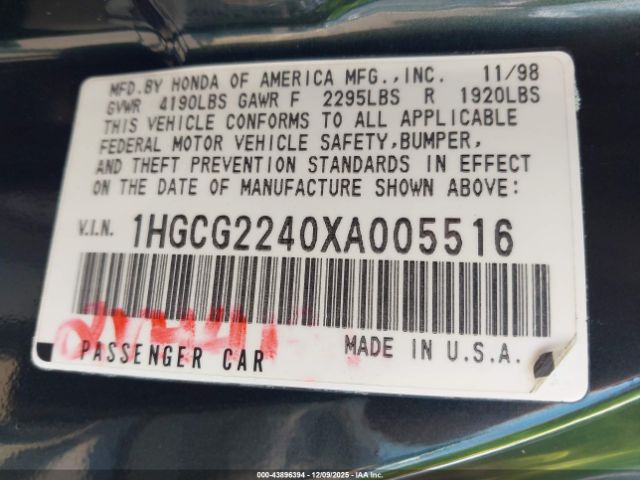 MFD.BY HONDA OF AMERICA MFG.,INC. 11/98
GVWR 4190LBS GAWR F 2295LBS R 1920LBS
THIS VEHICLE CONFORMS TO ALL APPLICABLE
FEDERAL MOTOR VEHICLE SAFETY,BUMPER,
AND THEFT PREVENTION STANDARDS IN EFFECT
ON THE DATE OF MANUFACTURE SHOWN ABOVE:
V.I.N. 1HGCG2240XA005516
PASSENGER CAR MADE IN U.S.A.
000-43896394 | 12/09/2025 | IAA